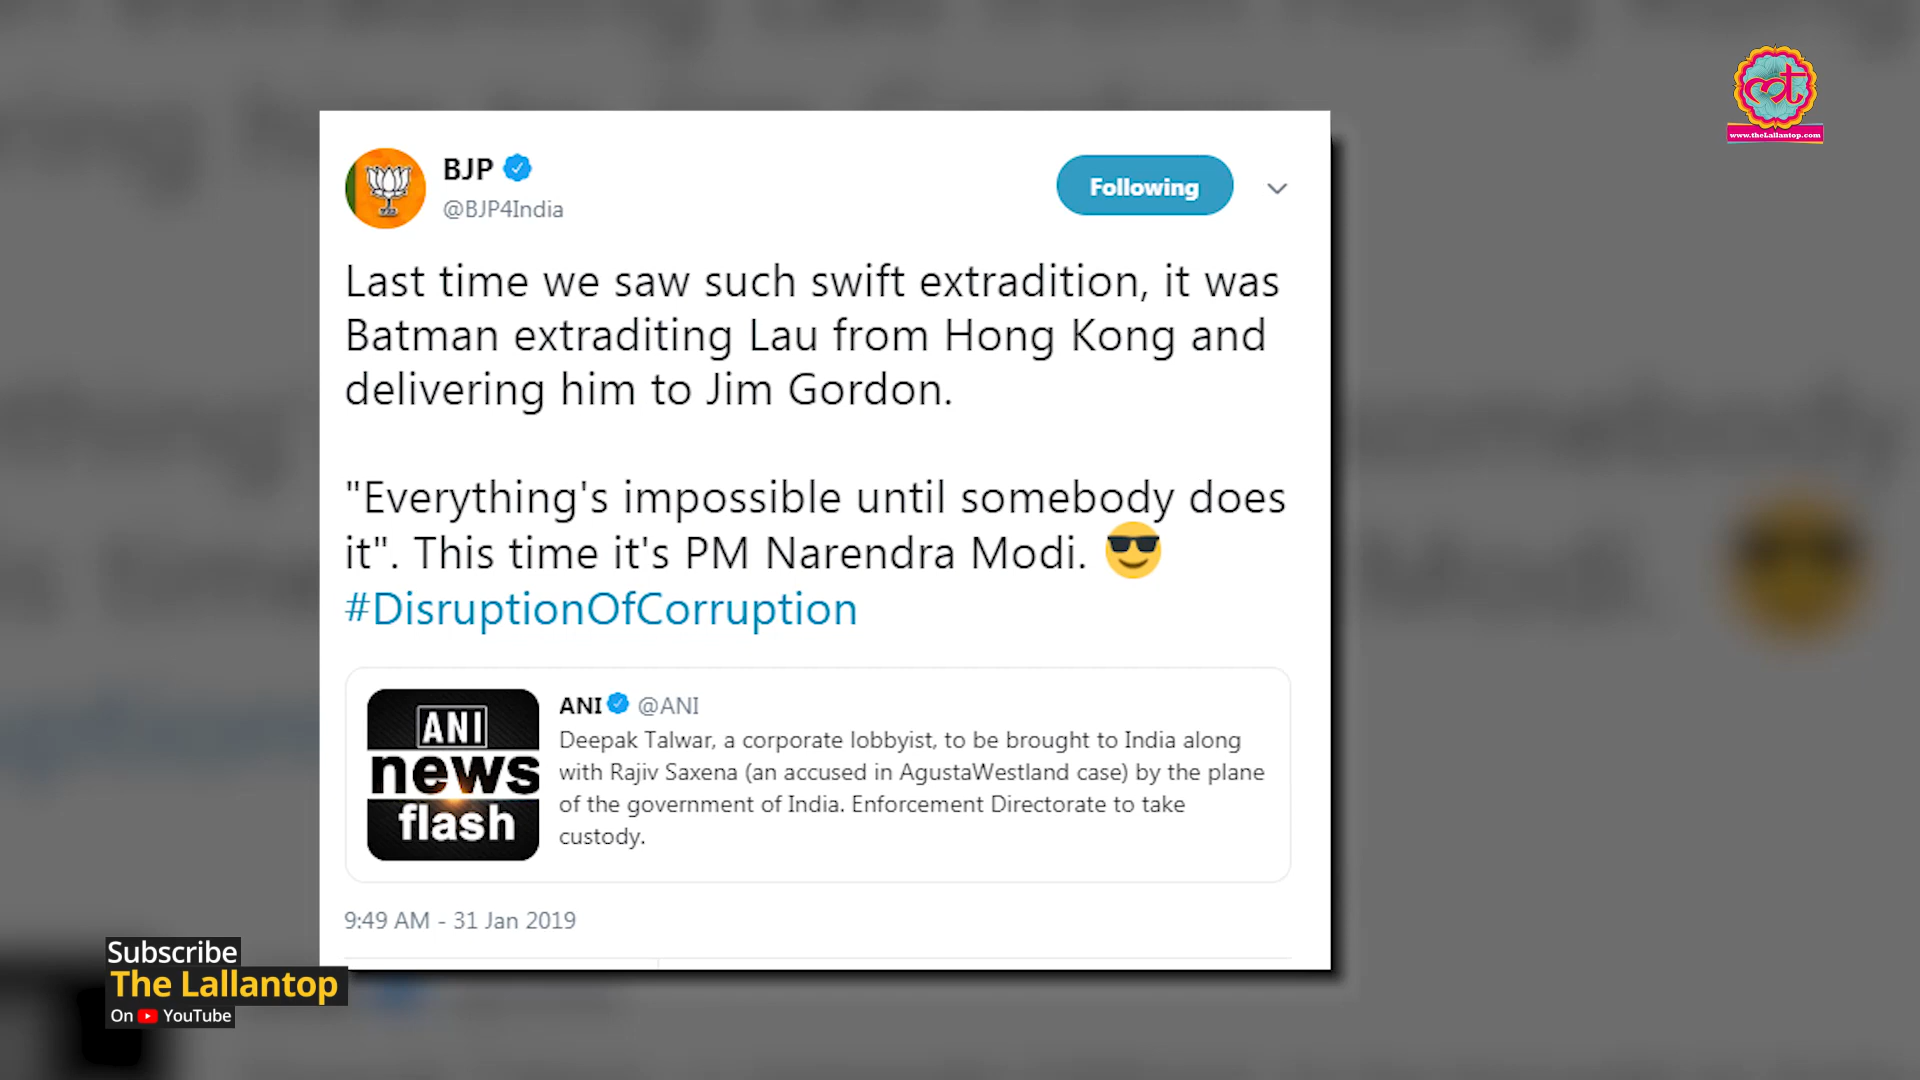 www.theLallantop.com
BJP
Following
@BJP4India
Last time we saw such swift extradition, it was
Batman extraditing Lau from Hong Kong and
delivering him to Jim Gordon.
"Everything's impossible until somebody does
it". This time it's PM Narendra Modi. 😎
#DisruptionOfCorruption
ANI
news
flash
ANI @ANI
Deepak Talwar, a corporate lobbyist, to be brought to India along
with Rajiv Saxena (an accused in AgustaWestland case) by the plane
of the government of India. Enforcement Directorate to take
custody.
9:49 AM - 31 Jan 2019
Subscribe
The Lallantop
On YouTube